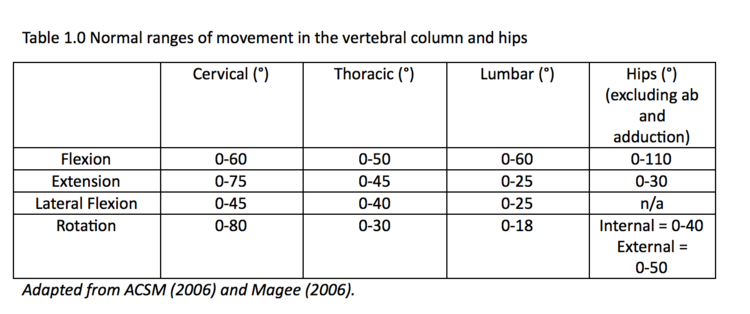 Table 1.0 Normal ranges of movement in the vertebral column and hips
Cervical (°) Thoracic (°) Lumbar (°) Hips (°)
(excluding ab
and
adduction)
Flexion 0-60 0-50 0-60 0-110
Extension 0-75 0-45 0-25 0-30
Lateral Flexion 0-45 0-40 0-25 n/a
Rotation 0-80 0-30 0-18 Internal = 0-40
External =
0-50
Adapted from ACSM (2006) and Magee (2006).